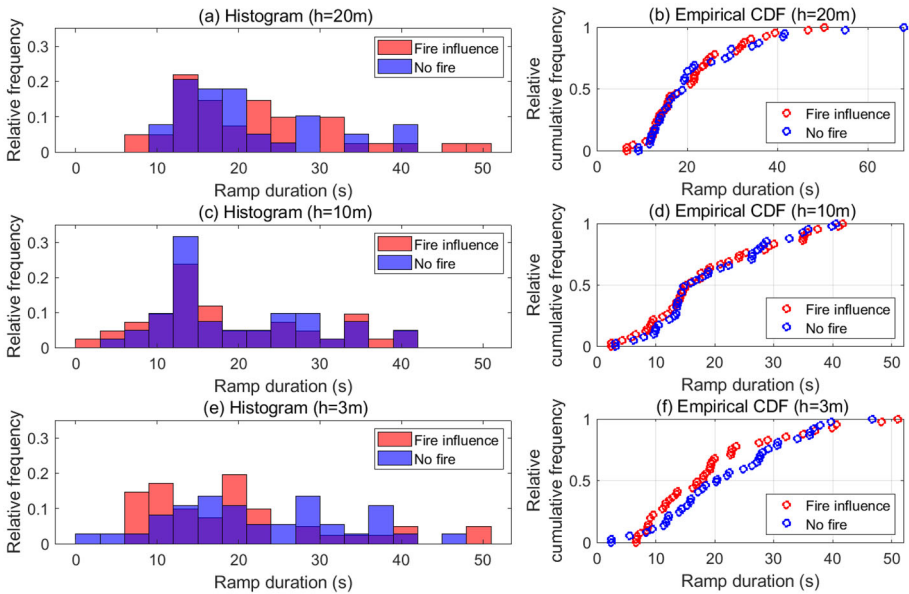 (a) Histogram (h=20m)
Relative frequency
0.3
0.2
0.1
0
Fire influence
No fire
0 10 20 30 40 50
Ramp duration (s)
(b) Empirical CDF (h=20m)
Relative
cumulative frequency
1
0.5
0
Fire influence
No fire
0 20 40 60
Ramp duration (s)
(c) Histogram (h=10m)
Relative frequency
0.3
0.2
0.1
0
Fire influence
No fire
0 10 20 30 40 50
Ramp duration (s)
(d) Empirical CDF (h=10m)
Relative
cumulative frequency
1
0.5
0
Fire influence
No fire
0 10 20 30 40 50
Ramp duration (s)
(e) Histogram (h=3m)
Relative frequency
0.3
0.2
0.1
0
Fire influence
No fire
0 10 20 30 40 50
Ramp duration (s)
(f) Empirical CDF (h=3m)
Relative
cumulative frequency
1
0.5
0
Fire influence
No fire
0 10 20 30 40 50
Ramp duration (s)